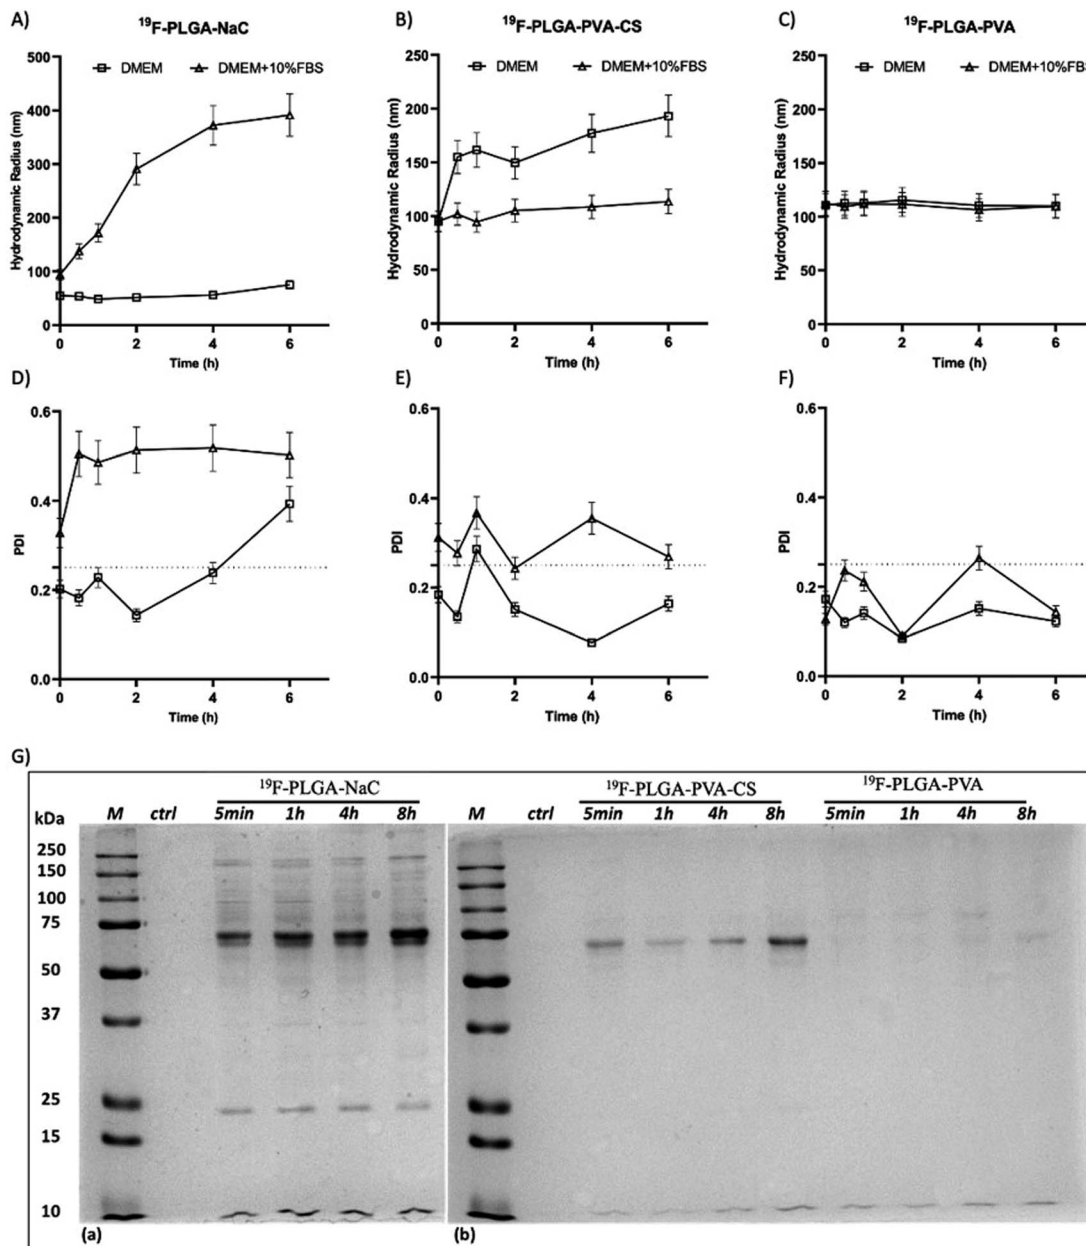 A)
¹⁹F-PLGA-NaC
DMEM DMEM+10%FBS
Hydrodynamic Radius (nm)
500
400
300
200
100
0
0 2 4 6
Time (h)
B)
¹⁹F-PLGA-PVA-CS
DMEM DMEM+10%FBS
Hydrodynamic Radius (nm)
250
200
150
100
50
0
0 2 4 6
Time (h)
C)
¹⁹F-PLGA-PVA
DMEM DMEM+10%FBS
Hydrodynamic Radius (nm)
250
200
150
100
50
0
0 2 4 6
Time (h)
D)
PDI
0.6
0.4
0.2
0.0
0 2 4 6
Time (h)
E)
PDI
0.6
0.4
0.2
0.0
0 2 4 6
Time (h)
F)
PDI
0.6
0.4
0.2
0.0
0 2 4 6
Time (h)
G)
¹⁹F-PLGA-NaC
kDa M ctrl 5min 1h 4h 8h
250
150
100
75
50
37
25
15
10
(a)
¹⁹F-PLGA-PVA-CS ¹⁹F-PLGA-PVA
M ctrl 5min 1h 4h 8h 5min 1h 4h 8h
(b)